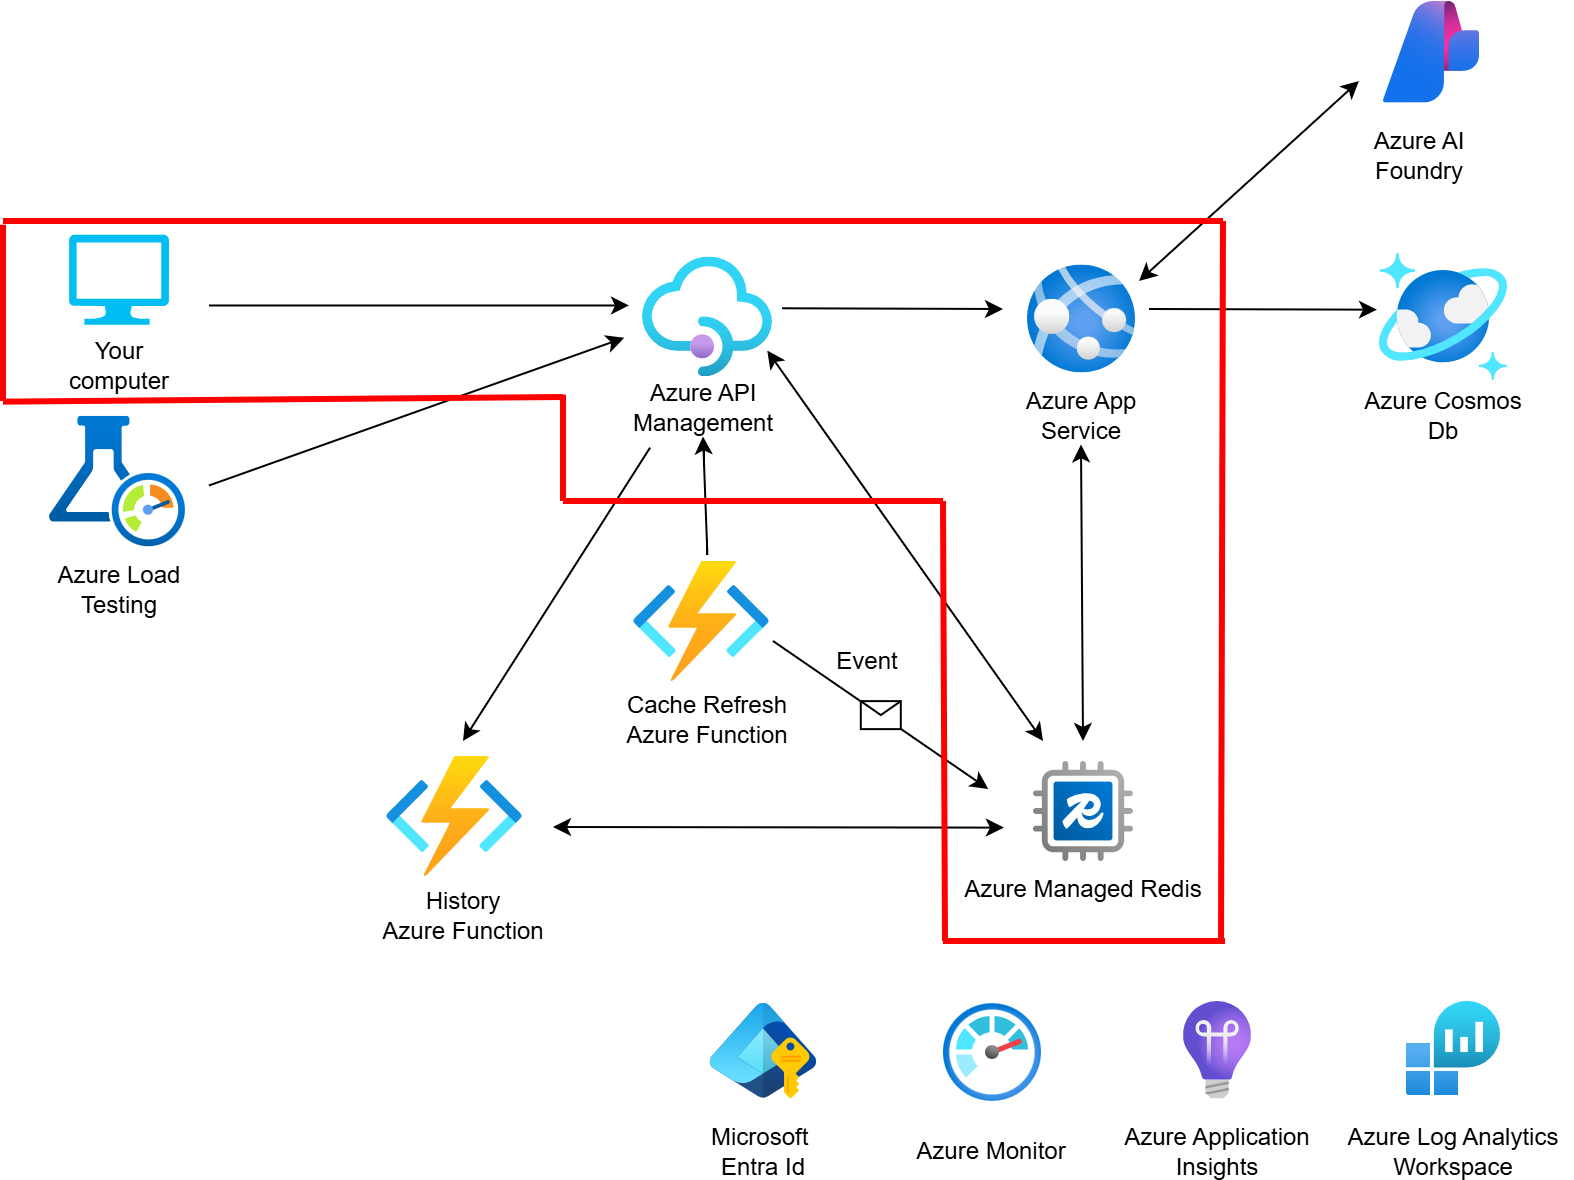 Azure AI
Foundry
Your
computer
Azure API
Management
Azure App
Service
Azure Cosmos
Db
Azure Load
Testing
Event
Cache Refresh
Azure Function
Azure Managed Redis
History
Azure Function
Microsoft
Entra Id
Azure Monitor
Azure Application
Insights
Azure Log Analytics
Workspace